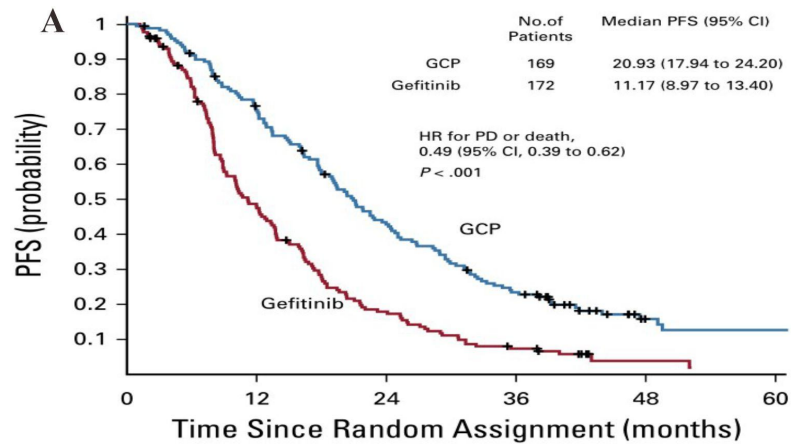 A
No.of Patients Median PFS (95% CI)
GCP 169 20.93 (17.94 to 24.20)
Gefitinib 172 11.17 (8.97 to 13.40)
HR for PD or death,
0.49 (95% CI, 0.39 to 0.62)
P < .001
GCP
Gefitinib
PFS (probability)
1
0.9
0.8
0.7
0.6
0.5
0.4
0.3
0.2
0.1
0 12 24 36 48 60
Time Since Random Assignment (months)